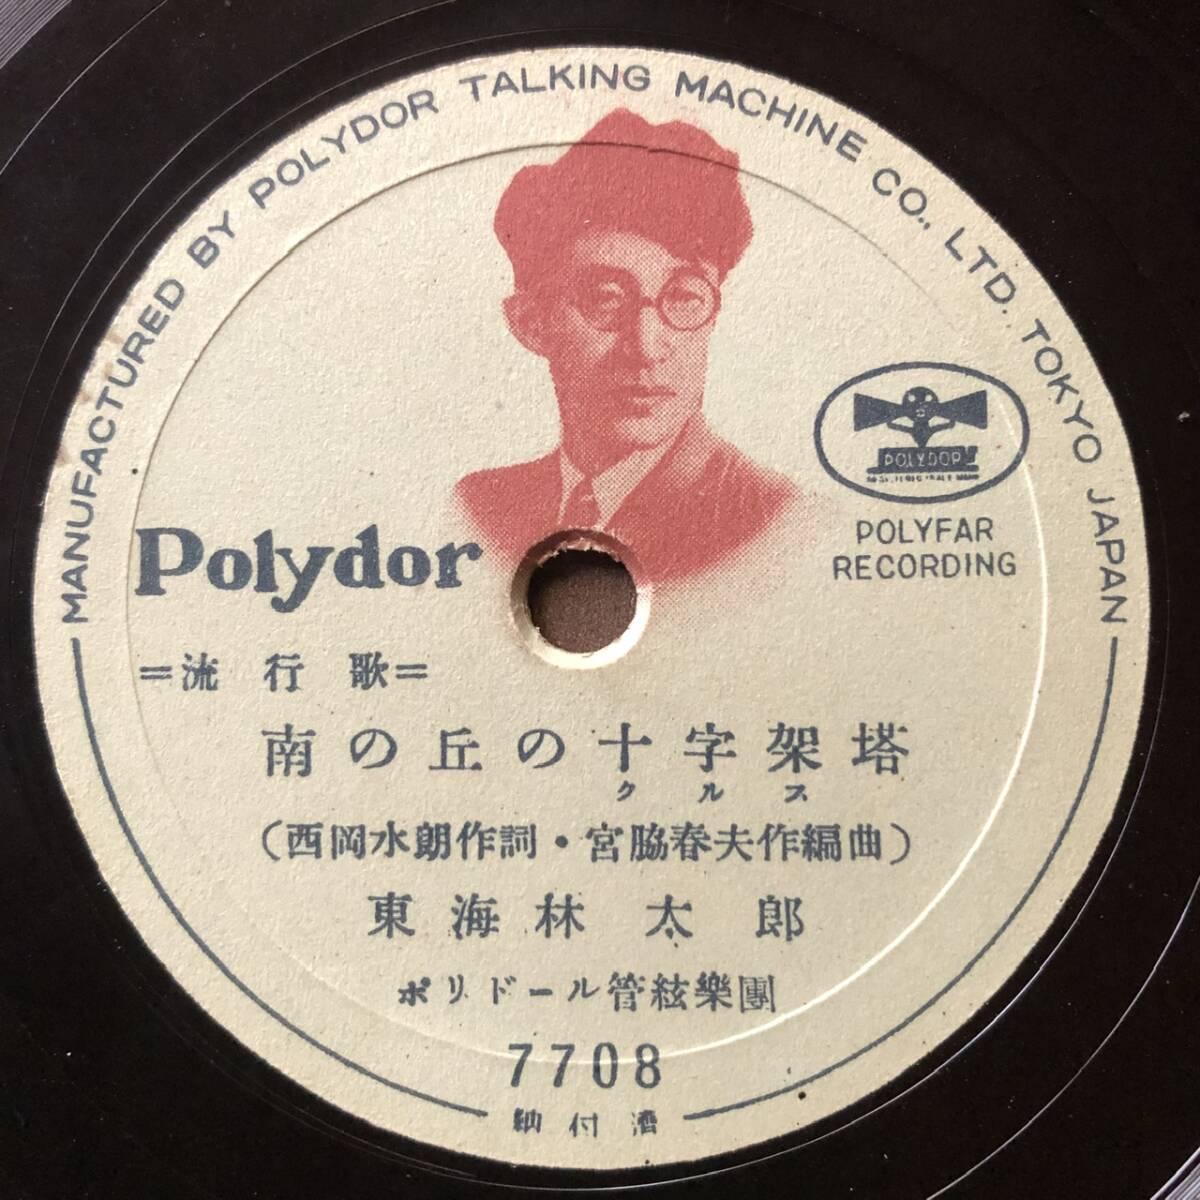 MANUFACTURED BY POLYDOR TALKING MACHINE CO., LTD. TOKYO JAPAN
POLYDOR
POLYFAR
RECORDING
Polydor
=流行歌=
南の丘の十字架塔
クルス
(西岡水朗作詞・宮脇春夫作編曲)
東海林太郎
ポリドール管絃樂團
7708
納付濟